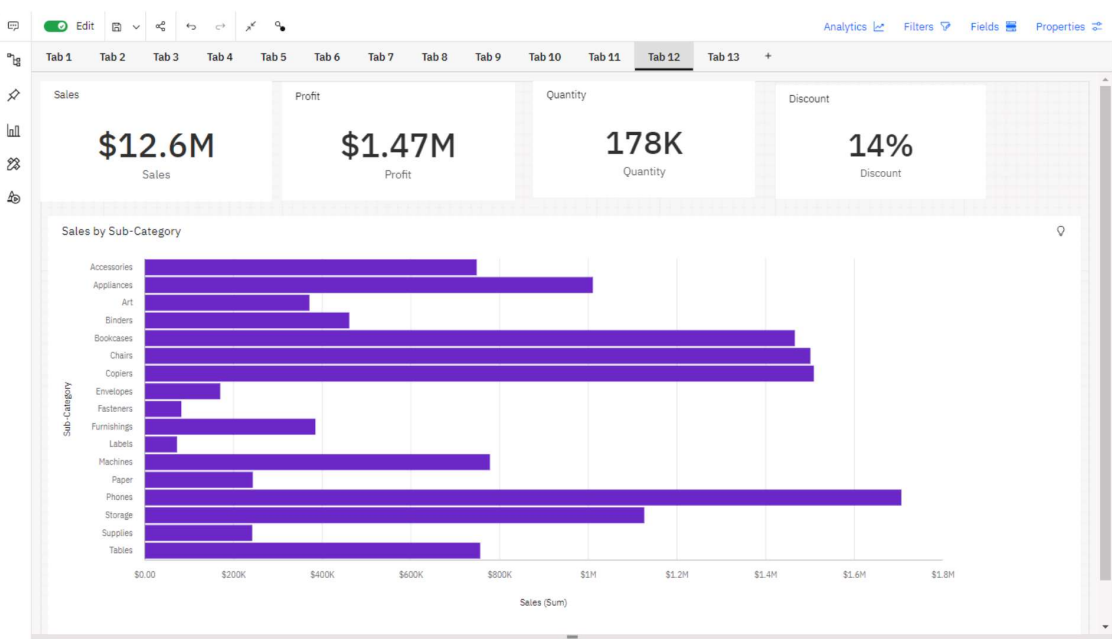 Edit
Analytics Filters Fields Properties
Tab 1 Tab 2 Tab 3 Tab 4 Tab 5 Tab 6 Tab 7 Tab 8 Tab 9 Tab 10 Tab 11 Tab 12 Tab 13 +
Sales
$12.6M
Sales
Profit
$1.47M
Profit
Quantity
178K
Quantity
Discount
14%
Discount
Sales by Sub-Category
Sub-Category
Accessories
Appliances
Art
Binders
Bookcases
Chairs
Copiers
Envelopes
Fasteners
Furnishings
Labels
Machines
Paper
Phones
Storage
Supplies
Tables
$0.00 $200K $400K $600K $800K $1M $1.2M $1.4M $1.6M $1.8M
Sales (Sum)